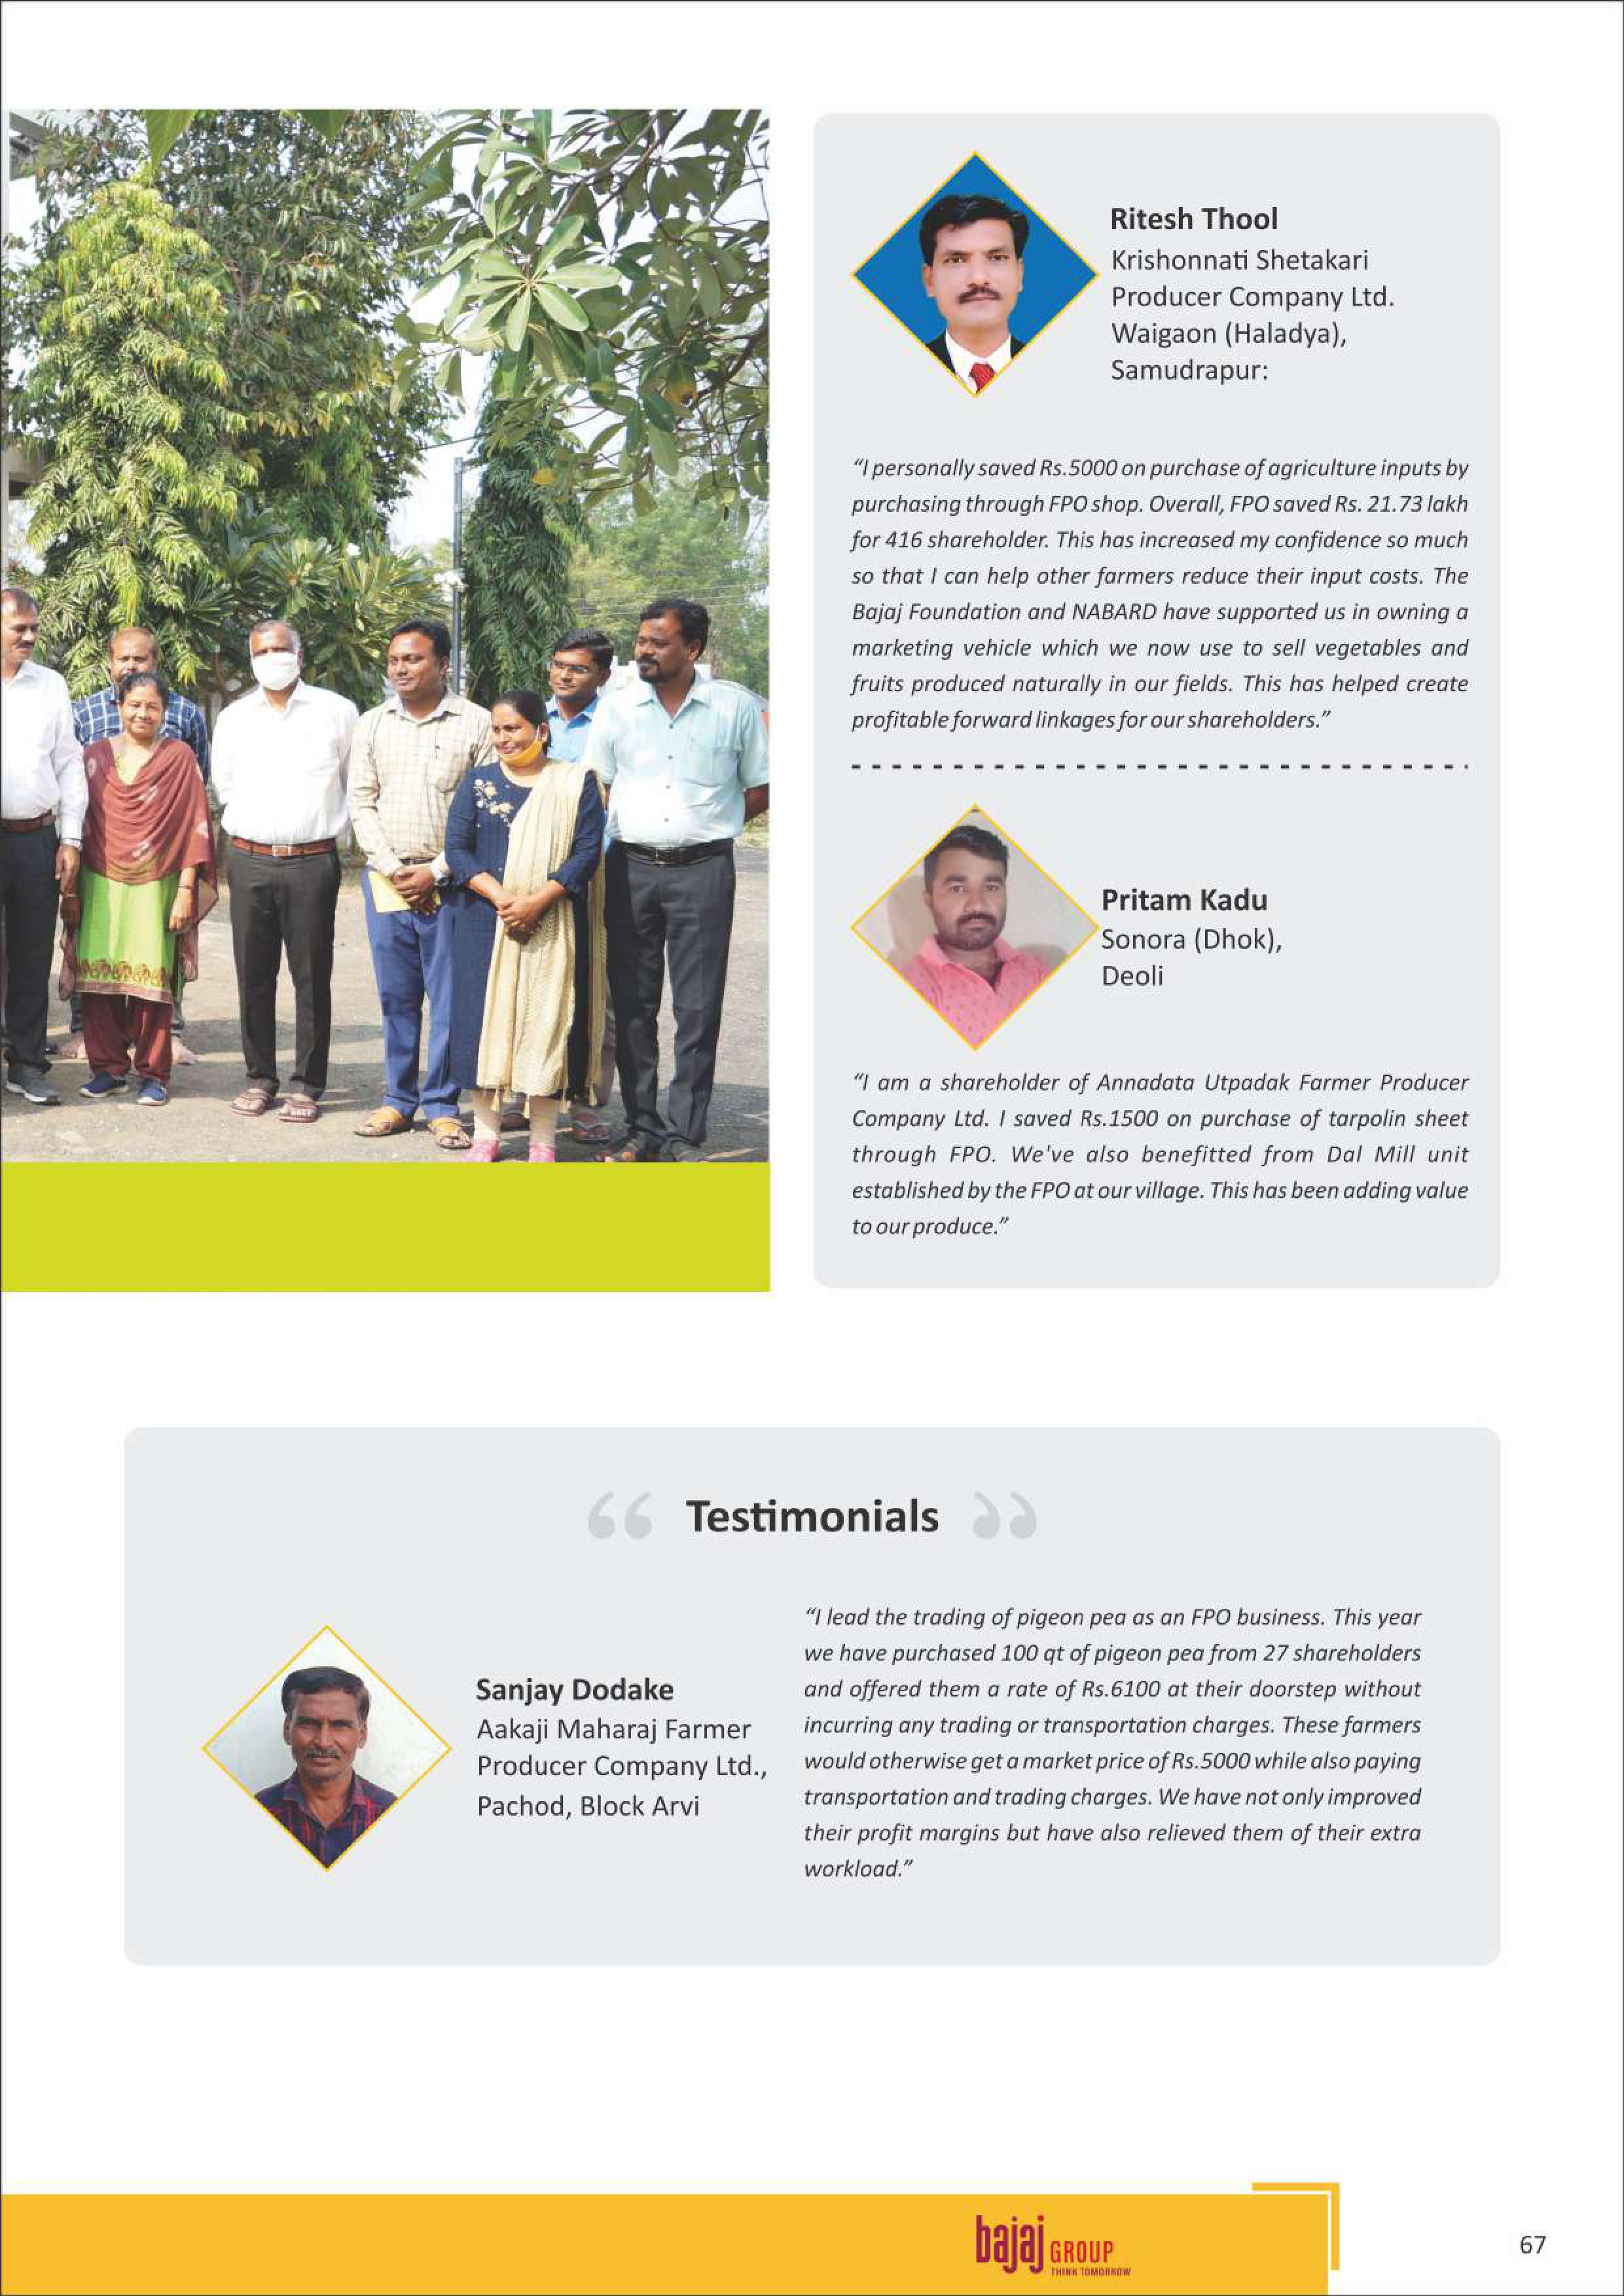 Ritesh Thool
Krishonnati Shetakari
Producer Company Ltd.
Waigaon (Haladya),
Samudrapur:
“I personally saved Rs.5000 on purchase of agriculture inputs by
purchasing through FPO shop. Overall, FPO saved Rs. 21.73 lakh
for 416 shareholder. This has increased my confidence so much
so that I can help other farmers reduce their input costs. The
Bajaj Foundation and NABARD have supported us in owning a
marketing vehicle which we now use to sell vegetables and
fruits produced naturally in our fields. This has helped create
profitable forward linkages for our shareholders.”
Pritam Kadu
Sonora (Dhok),
Deoli
“I am a shareholder of Annadata Utpadak Farmer Producer
Company Ltd. I saved Rs.1500 on purchase of tarpolin sheet
through FPO. We've also benefitted from Dal Mill unit
established by the FPO at our village. This has been adding value
to our produce.”
“ Testimonials ”
Sanjay Dodake
Aakaji Maharaj Farmer
Producer Company Ltd.,
Pachod, Block Arvi
“I lead the trading of pigeon pea as an FPO business. This year
we have purchased 100 qt of pigeon pea from 27 shareholders
and offered them a rate of Rs.6100 at their doorstep without
incurring any trading or transportation charges. These farmers
would otherwise get a market price of Rs.5000 while also paying
transportation and trading charges. We have not only improved
their profit margins but have also relieved them of their extra
workload.”
bajaj GROUP
THINK TOMORROW
67